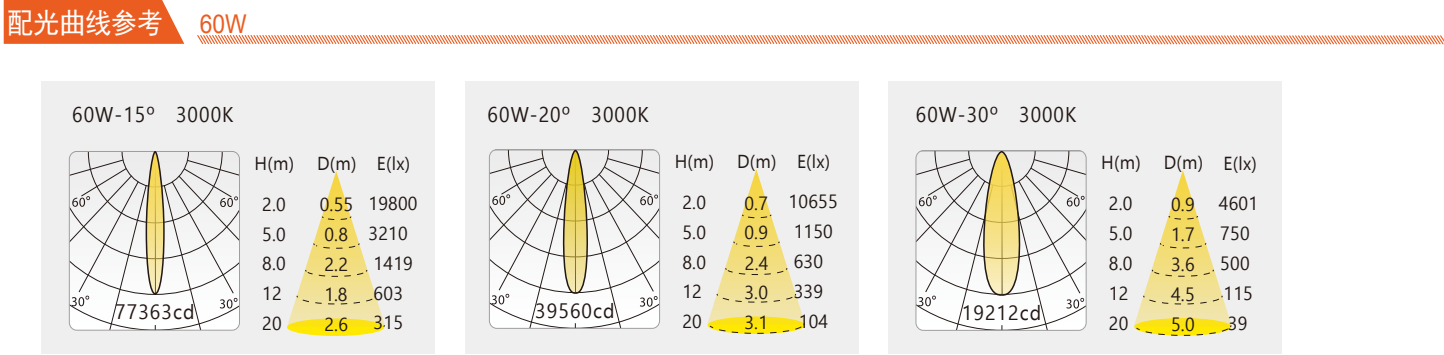 配光曲线参考 60W
60W-15º 3000K
60° 60°
30° 30°
77363cd
H(m) D(m) E(lx)
2.0 0.55 19800
5.0 0.8 3210
8.0 2.2 1419
12 1.8 603
20 2.6 315
60W-20º 3000K
60° 60°
30° 30°
39560cd
H(m) D(m) E(lx)
2.0 0.7 10655
5.0 0.9 1150
8.0 2.4 630
12 3.0 339
20 3.1 104
60W-30º 3000K
60° 60°
30° 30°
19212cd
H(m) D(m) E(lx)
2.0 0.9 4601
5.0 1.7 750
8.0 3.6 500
12 4.5 115
20 5.0 39